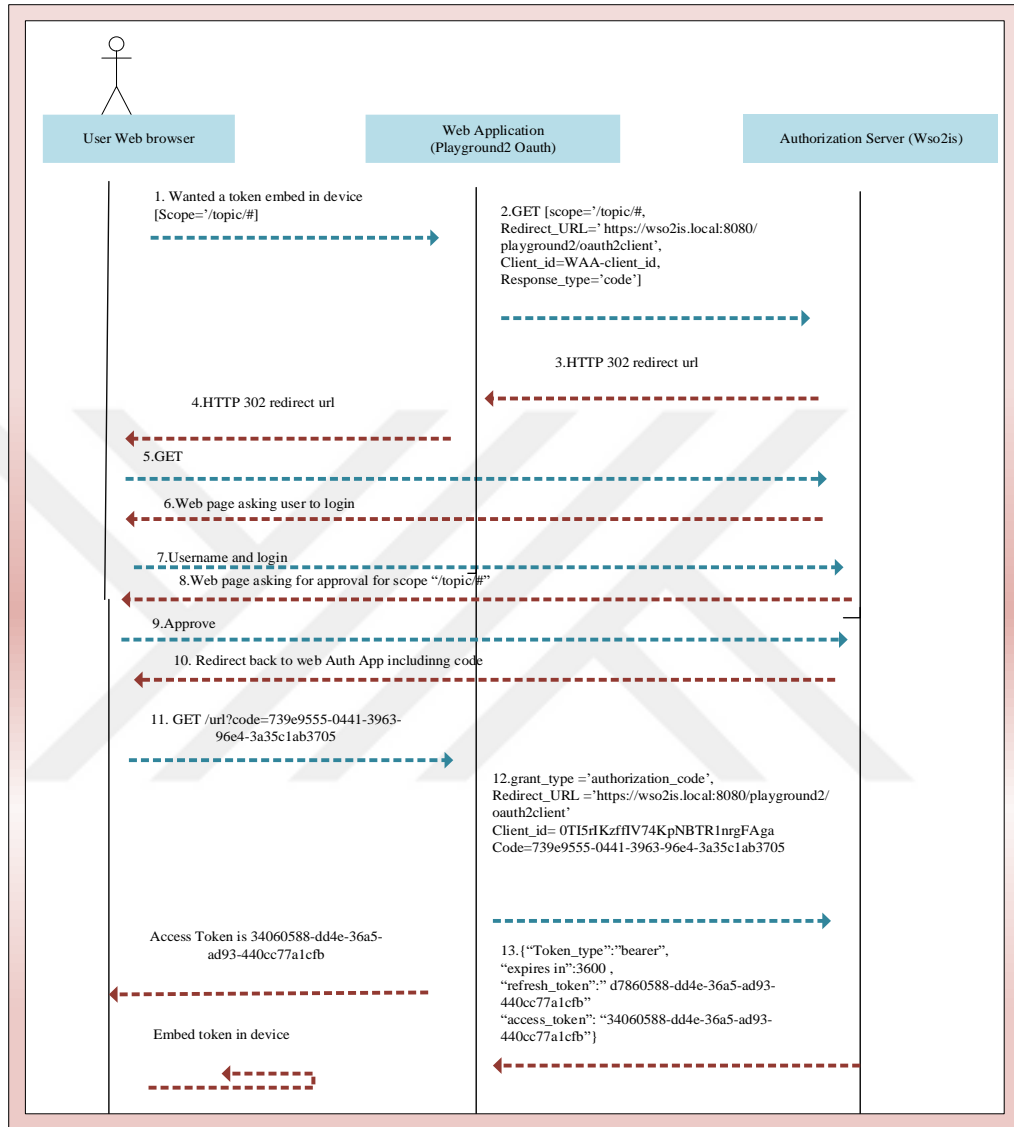 User Web browser
Web Application
(Playground2 Oauth)
Authorization Server (Wso2is)
1. Wanted a token embed in device
[Scope='/topic/#]
2.GET [scope='/topic/#,
Redirect_URL=' https://wso2is.local:8080/
playground2/oauth2client’,
Client_id=WAA-client_id,
Response_type=’code’]
3.HTTP 302 redirect url
4.HTTP 302 redirect url
5.GET
6.Web page asking user to login
7.Username and login
8.Web page asking for approval for scope “/topic/#”
9.Approve
10. Redirect back to web Auth App includinng code
11. GET /url?code=739e9555-0441-3963-
96e4-3a35c1ab3705
12.grant_type =’authorization_code’,
Redirect_URL =’https://wso2is.local:8080/playground2/
oauth2client’
Client_id= 0TI5rIKzffIV74KpNBTR1nrgFAga
Code=739e9555-0441-3963-96e4-3a35c1ab3705
Access Token is 34060588-dd4e-36a5-
ad93-440cc77a1cfb
13.{“Token_type”:”bearer”,
“expires in”:3600 ,
“refresh_token”:” d7860588-dd4e-36a5-ad93-
440cc77a1cfb”
“access_token”: “34060588-dd4e-36a5-ad93-
440cc77a1cfb”}
Embed token in device